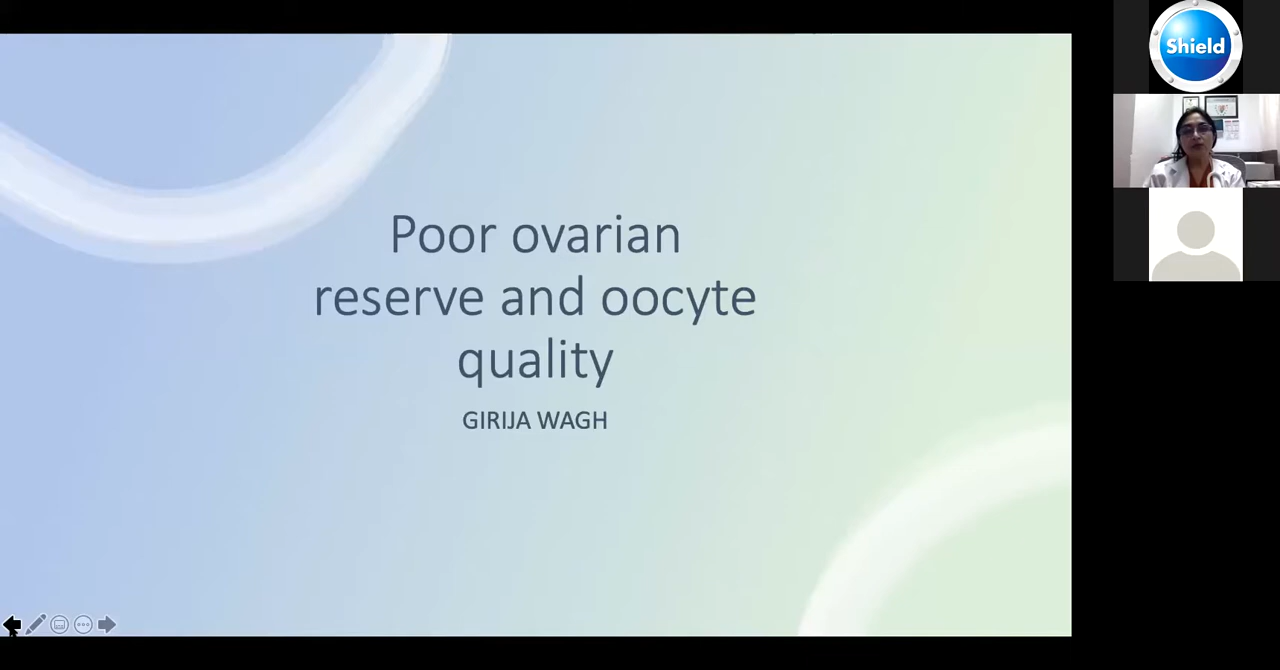 Poor ovarian
reserve and oocyte
quality
GIRIJA WAGH
Shield